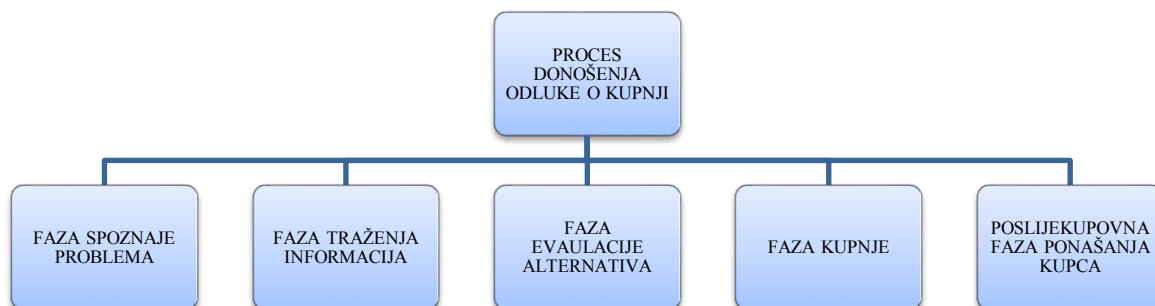 PROCES
DONOŠENJA
ODLUKE O KUPNJI
FAZA SPOZNAJE
PROBLEMA
FAZA TRAŽENJA
INFORMACIJA
FAZA
EVAULACIJE
ALTERNATIVA
FAZA KUPNJE
POSLIJEKUPOVNA
FAZA PONAŠANJA
KUPCA